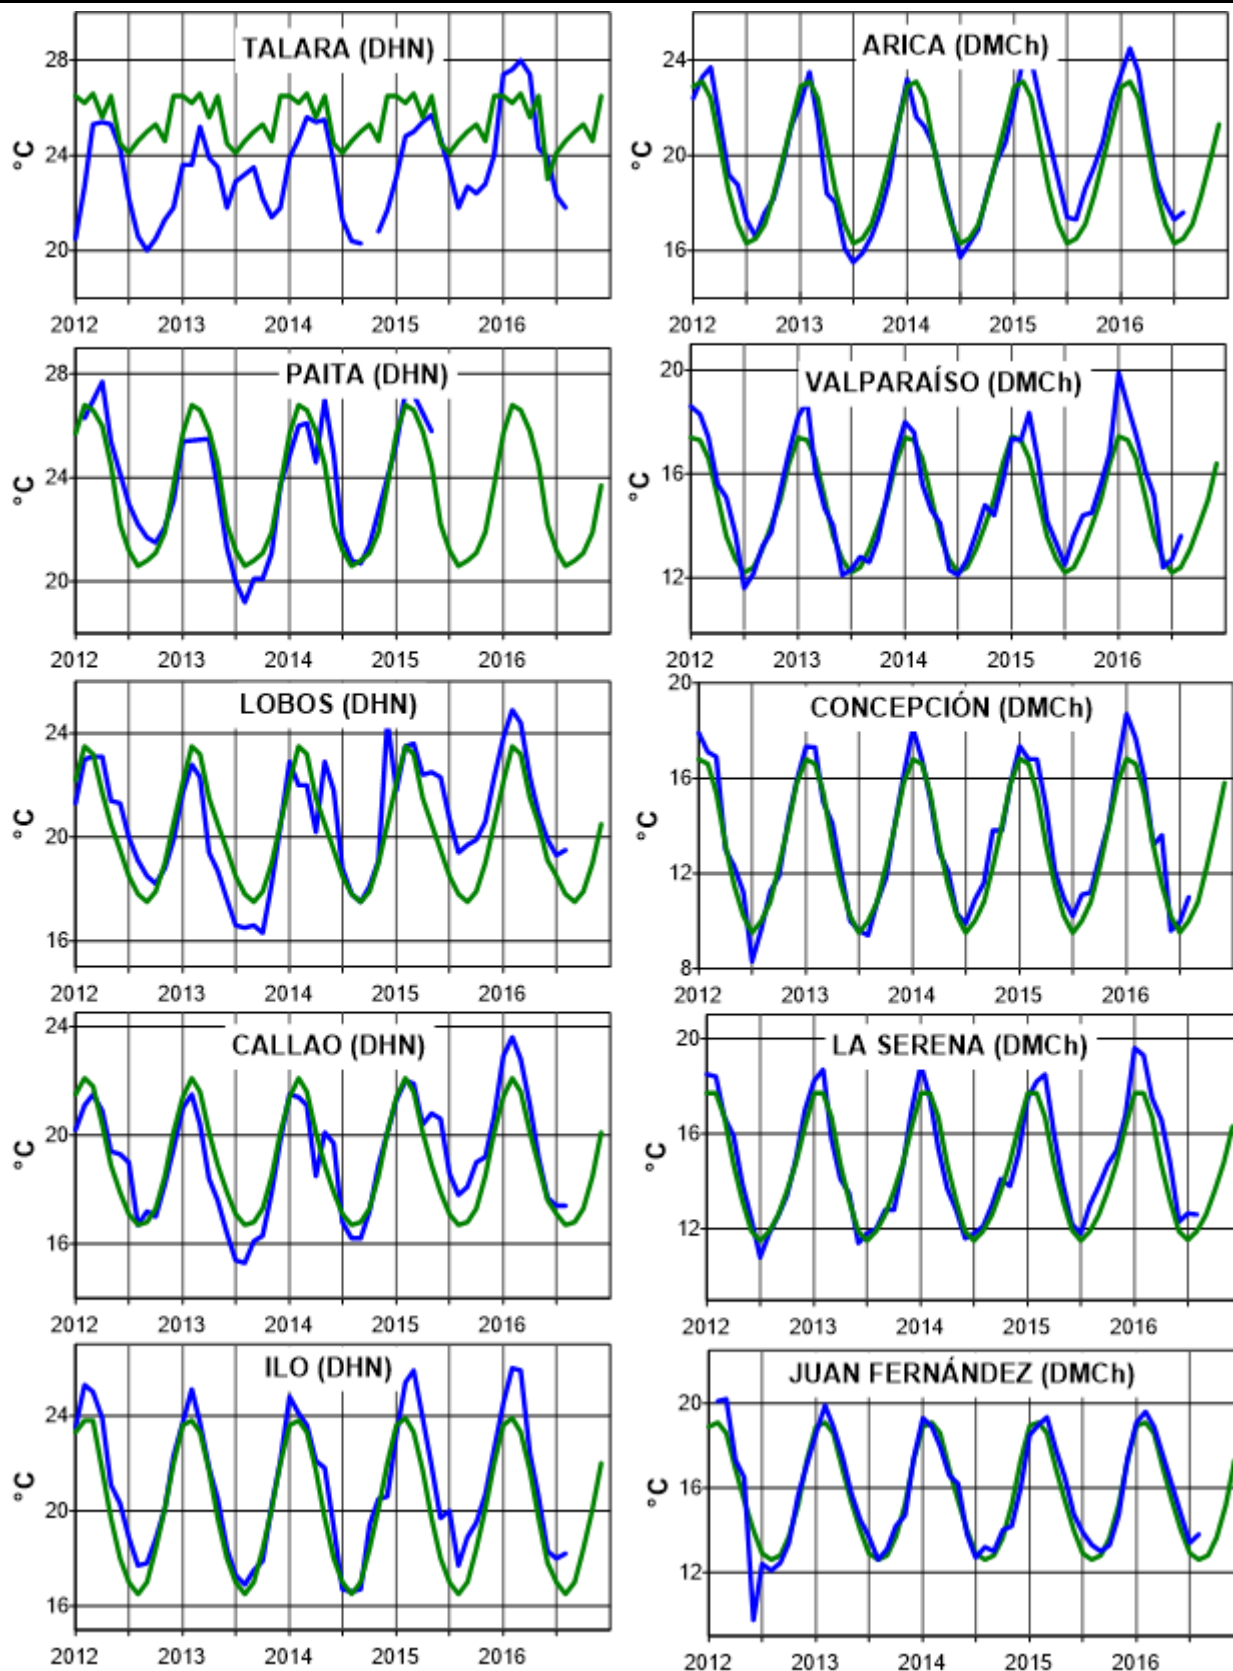 TALARA (DHN)
28
24
20
°C
2012 2013 2014 2015 2016
PAITA (DHN)
28
24
20
°C
2012 2013 2014 2015 2016
LOBOS (DHN)
24
20
16
°C
2012 2013 2014 2015 2016
CALLAO (DHN)
24
20
16
°C
2012 2013 2014 2015 2016
ILO (DHN)
24
20
16
°C
2012 2013 2014 2015 2016
ARICA (DMCh)
24
20
16
°C
2012 2013 2014 2015 2016
VALPARAÍSO (DMCh)
20
16
12
°C
2012 2013 2014 2015 2016
CONCEPCIÓN (DMCh)
20
16
12
8
°C
2012 2013 2014 2015 2016
LA SERENA (DMCh)
20
16
12
°C
2012 2013 2014 2015 2016
JUAN FERNÁNDEZ (DMCh)
20
16
12
°C
2012 2013 2014 2015 2016